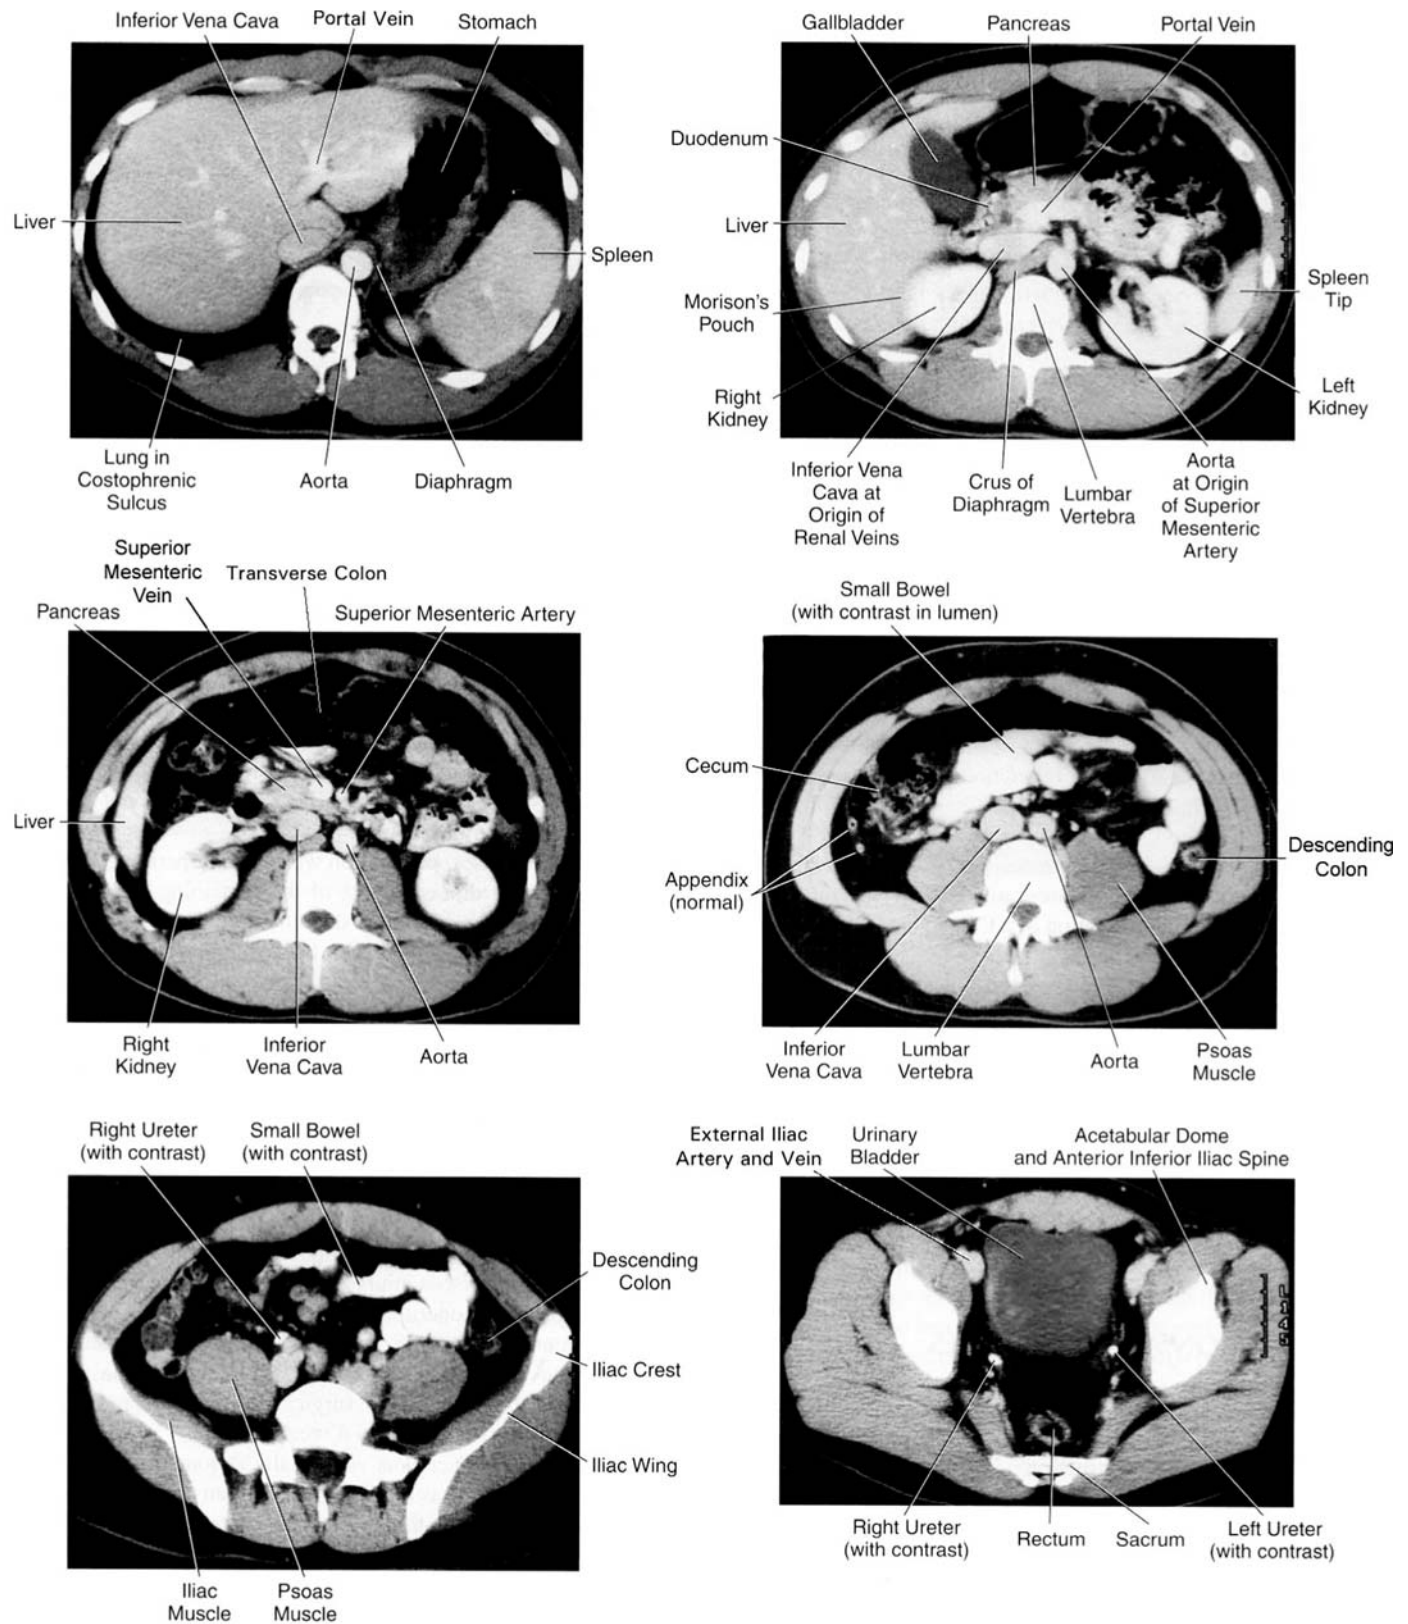 Inferior Vena Cava
Portal Vein
Stomach
Liver
Spleen
Lung in
Costophrenic
Sulcus
Aorta
Diaphragm
Gallbladder
Pancreas
Portal Vein
Duodenum
Liver
Morison's
Pouch
Right
Kidney
Spleen
Tip
Left
Kidney
Inferior Vena
Cava at
Origin of
Renal Veins
Crus of
Diaphragm
Lumbar
Vertebra
Aorta
at Origin
of Superior
Mesenteric
Artery
Superior
Mesenteric
Vein
Transverse Colon
Pancreas
Superior Mesenteric Artery
Liver
Right
Kidney
Inferior
Vena Cava
Aorta
Small Bowel
(with contrast in lumen)
Cecum
Appendix
(normal)
Descending
Colon
Inferior
Vena Cava
Lumbar
Vertebra
Aorta
Psoas
Muscle
Right Ureter
(with contrast)
Small Bowel
(with contrast)
Descending
Colon
Iliac Crest
Iliac Wing
Iliac
Muscle
Psoas
Muscle
External Iliac
Artery and Vein
Urinary
Bladder
Acetabular Dome
and Anterior Inferior Iliac Spine
Right Ureter
(with contrast)
Rectum
Sacrum
Left Ureter
(with contrast)